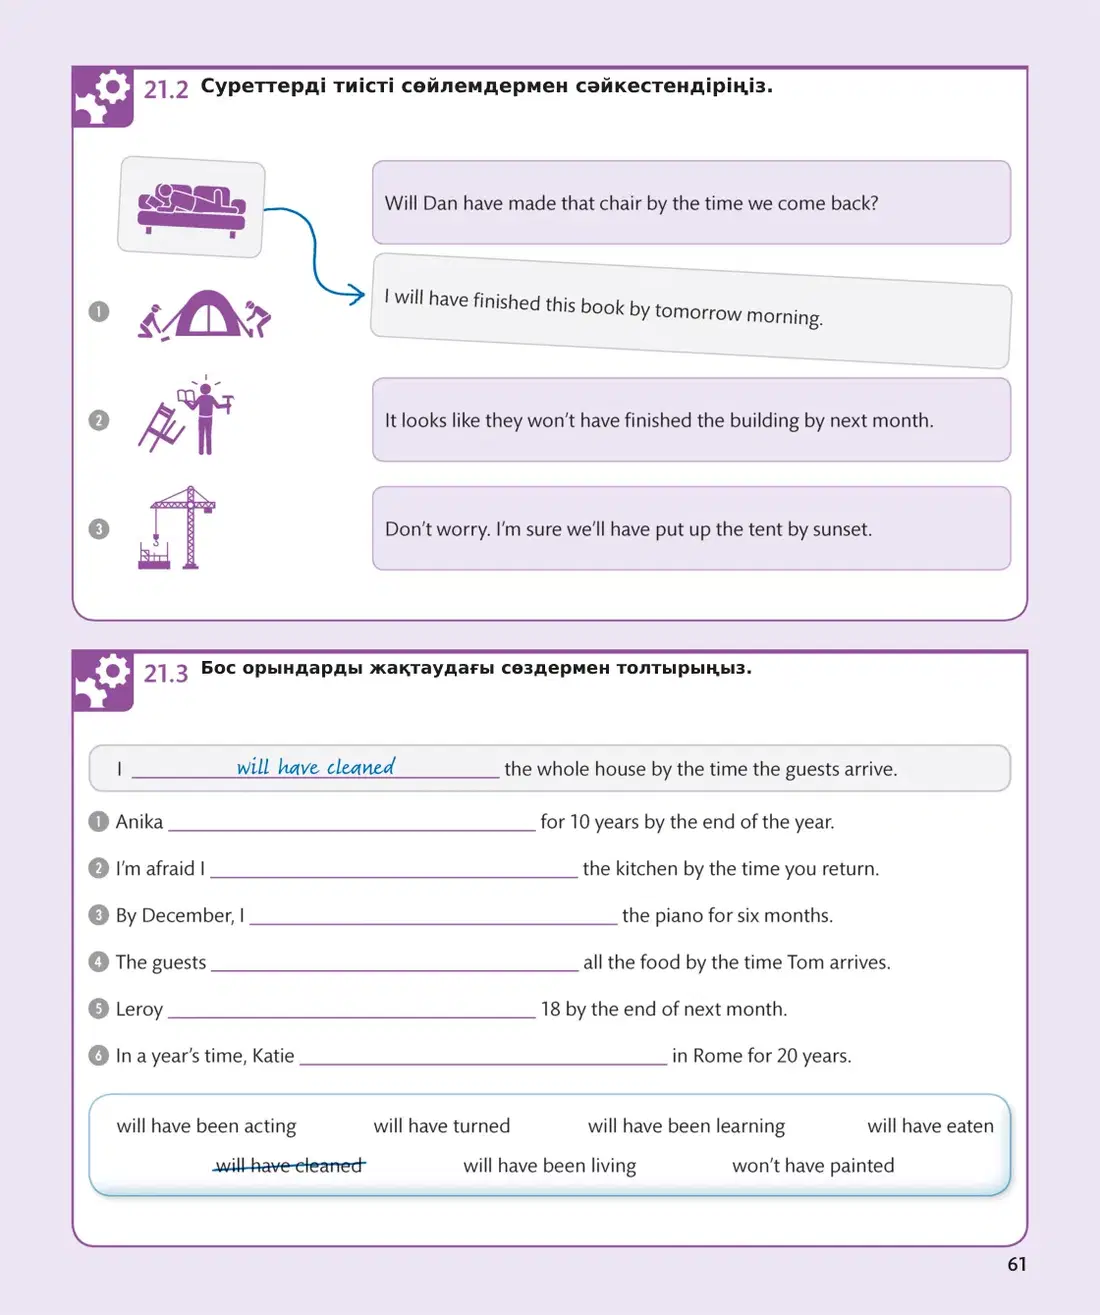 21.2 Суреттерді тиісті сөйлемдермен сәйкестендіріңіз.
Will Dan have made that chair by the time we come back?
I will have finished this book by tomorrow morning.
1
2
It looks like they won't have finished the building by next month.
3
Don't worry. I'm sure we'll have put up the tent by sunset.
21.3 Бос орындарды жақтаудағы сөздермен толтырыңыз.
I will have cleaned the whole house by the time the guests arrive.
1 Anika ______ for 10 years by the end of the year.
2 I'm afraid I ______ the kitchen by the time you return.
3 By December, I ______ the piano for six months.
4 The guests ______ all the food by the time Tom arrives.
5 Leroy ______ 18 by the end of next month.
6 In a year's time, Katie ______ in Rome for 20 years.
will have been acting will have turned will have been learning will have eaten
will have cleaned will have been living won't have painted
61